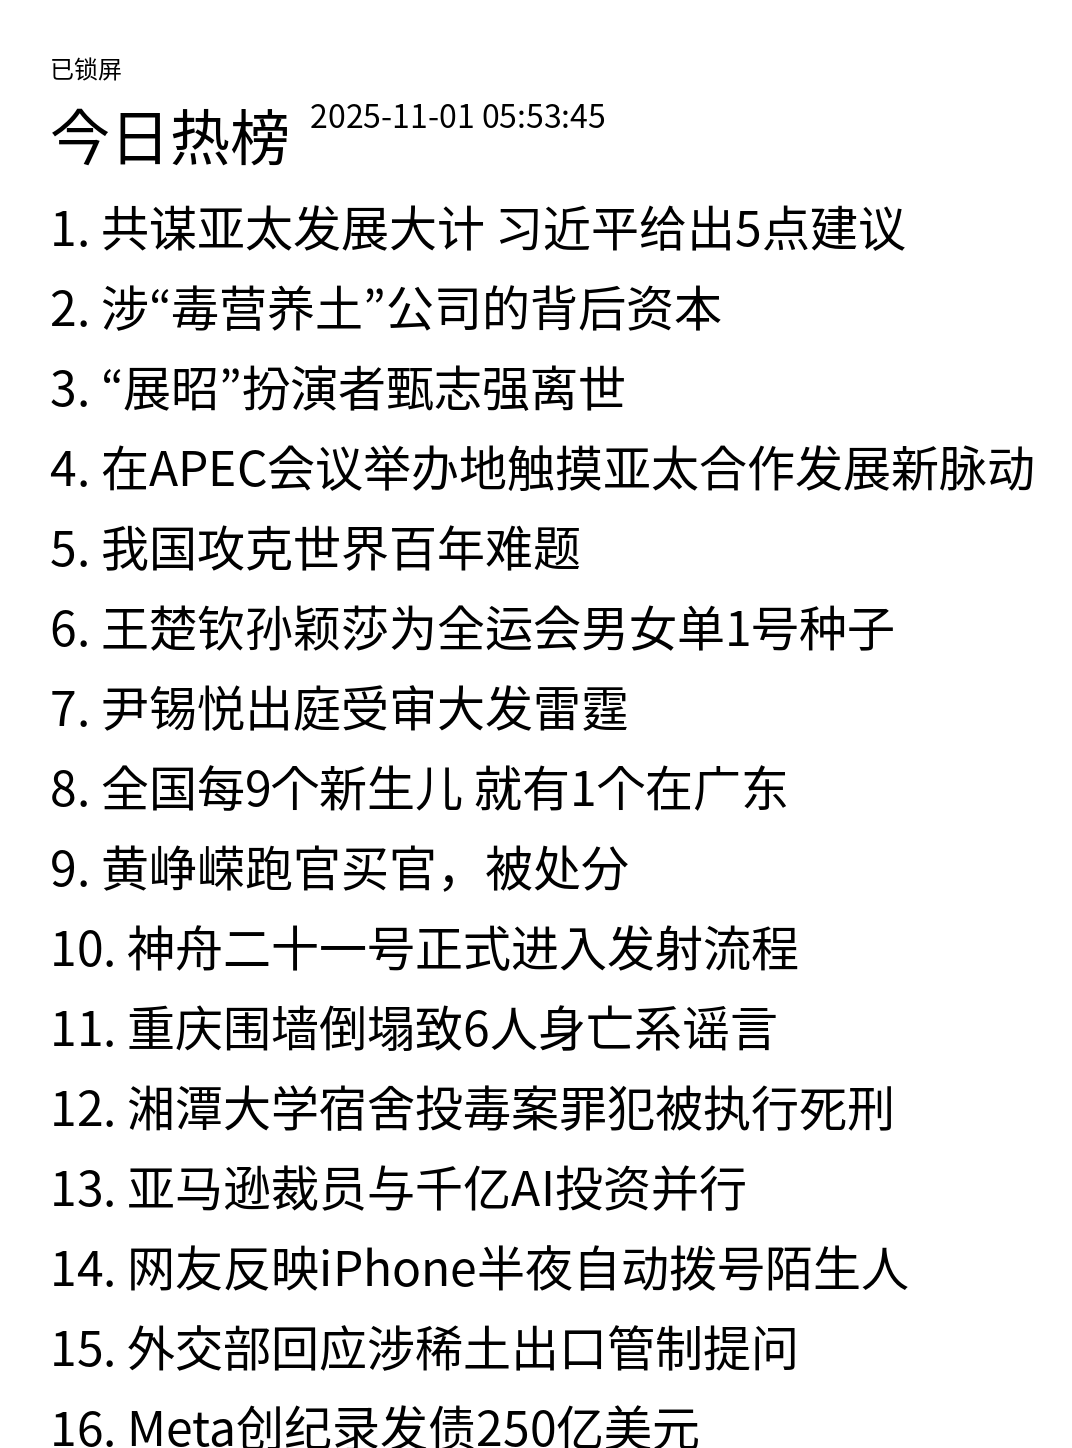 已锁屏
今日热榜 2025-11-01 05:53:45
1. 共谋亚太发展大计 习近平给出5点建议
2. 涉“毒营养土”公司的背后资本
3. “展昭”扮演者甄志强离世
4. 在APEC会议举办地触摸亚太合作发展新脉动
5. 我国攻克世界百年难题
6. 王楚钦孙颖莎为全运会男女单1号种子
7. 尹锡悦出庭受审大发雷霆
8. 全国每9个新生儿 就有1个在广东
9. 黄峥嵘跑官买官，被处分
10. 神舟二十一号正式进入发射流程
11. 重庆围墙倒塌致6人身亡系谣言
12. 湘潭大学宿舍投毒案罪犯被执行死刑
13. 亚马逊裁员与千亿AI投资并行
14. 网友反映iPhone半夜自动拨号陌生人
15. 外交部回应涉稀土出口管制提问
16. Meta创纪录发债250亿美元